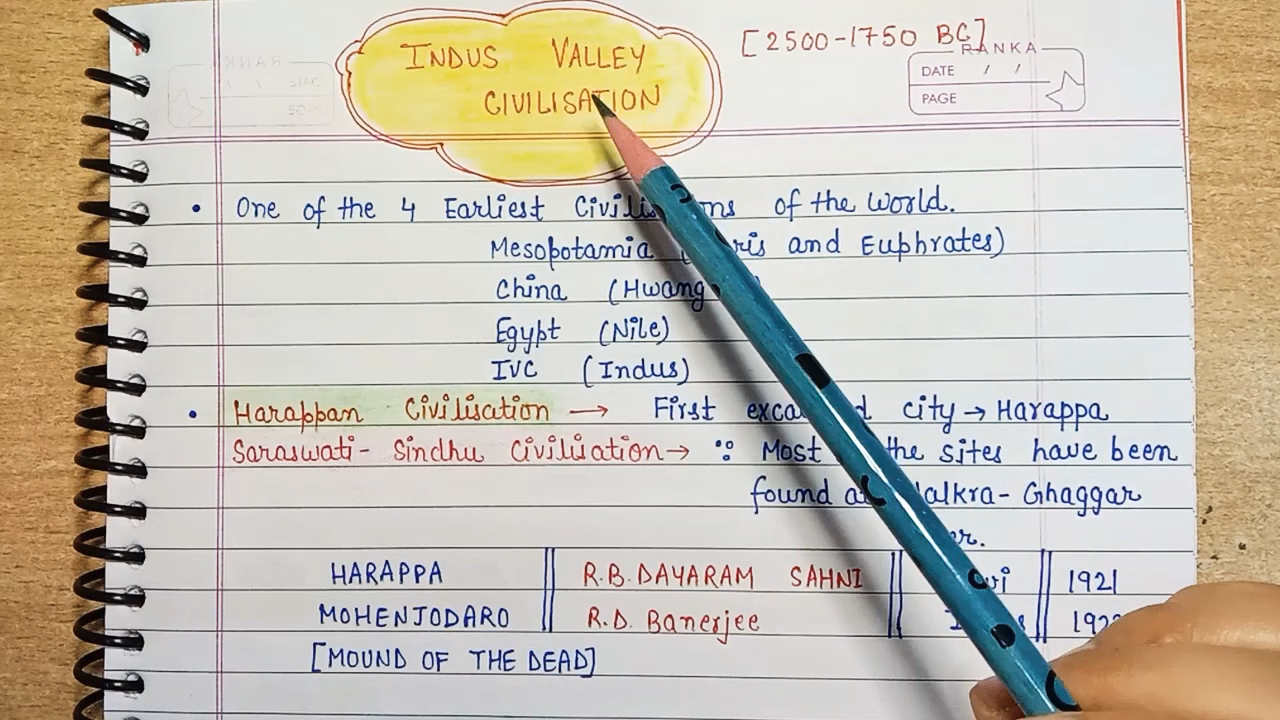 INDUS VALLEY
CIVILISATION
[2500-1750 BC]
RANKA
DATE / /
PAGE
• One of the 4 Earliest of the World.
Mesopotamia and Euphrates)
China (Hwang
Egypt (Nile)
IVC (Indus)
• Harappan Civilisation → First city → Harappa
Saraswati - Sindhu Civilisation → ∵ Most the sites have been
found Ghaggar
HARAPPA || R.B. DAYARAM SAHNI || || 1921
MOHENJODARO || R.D. Banerjee || ||
[MOUND OF THE DEAD]